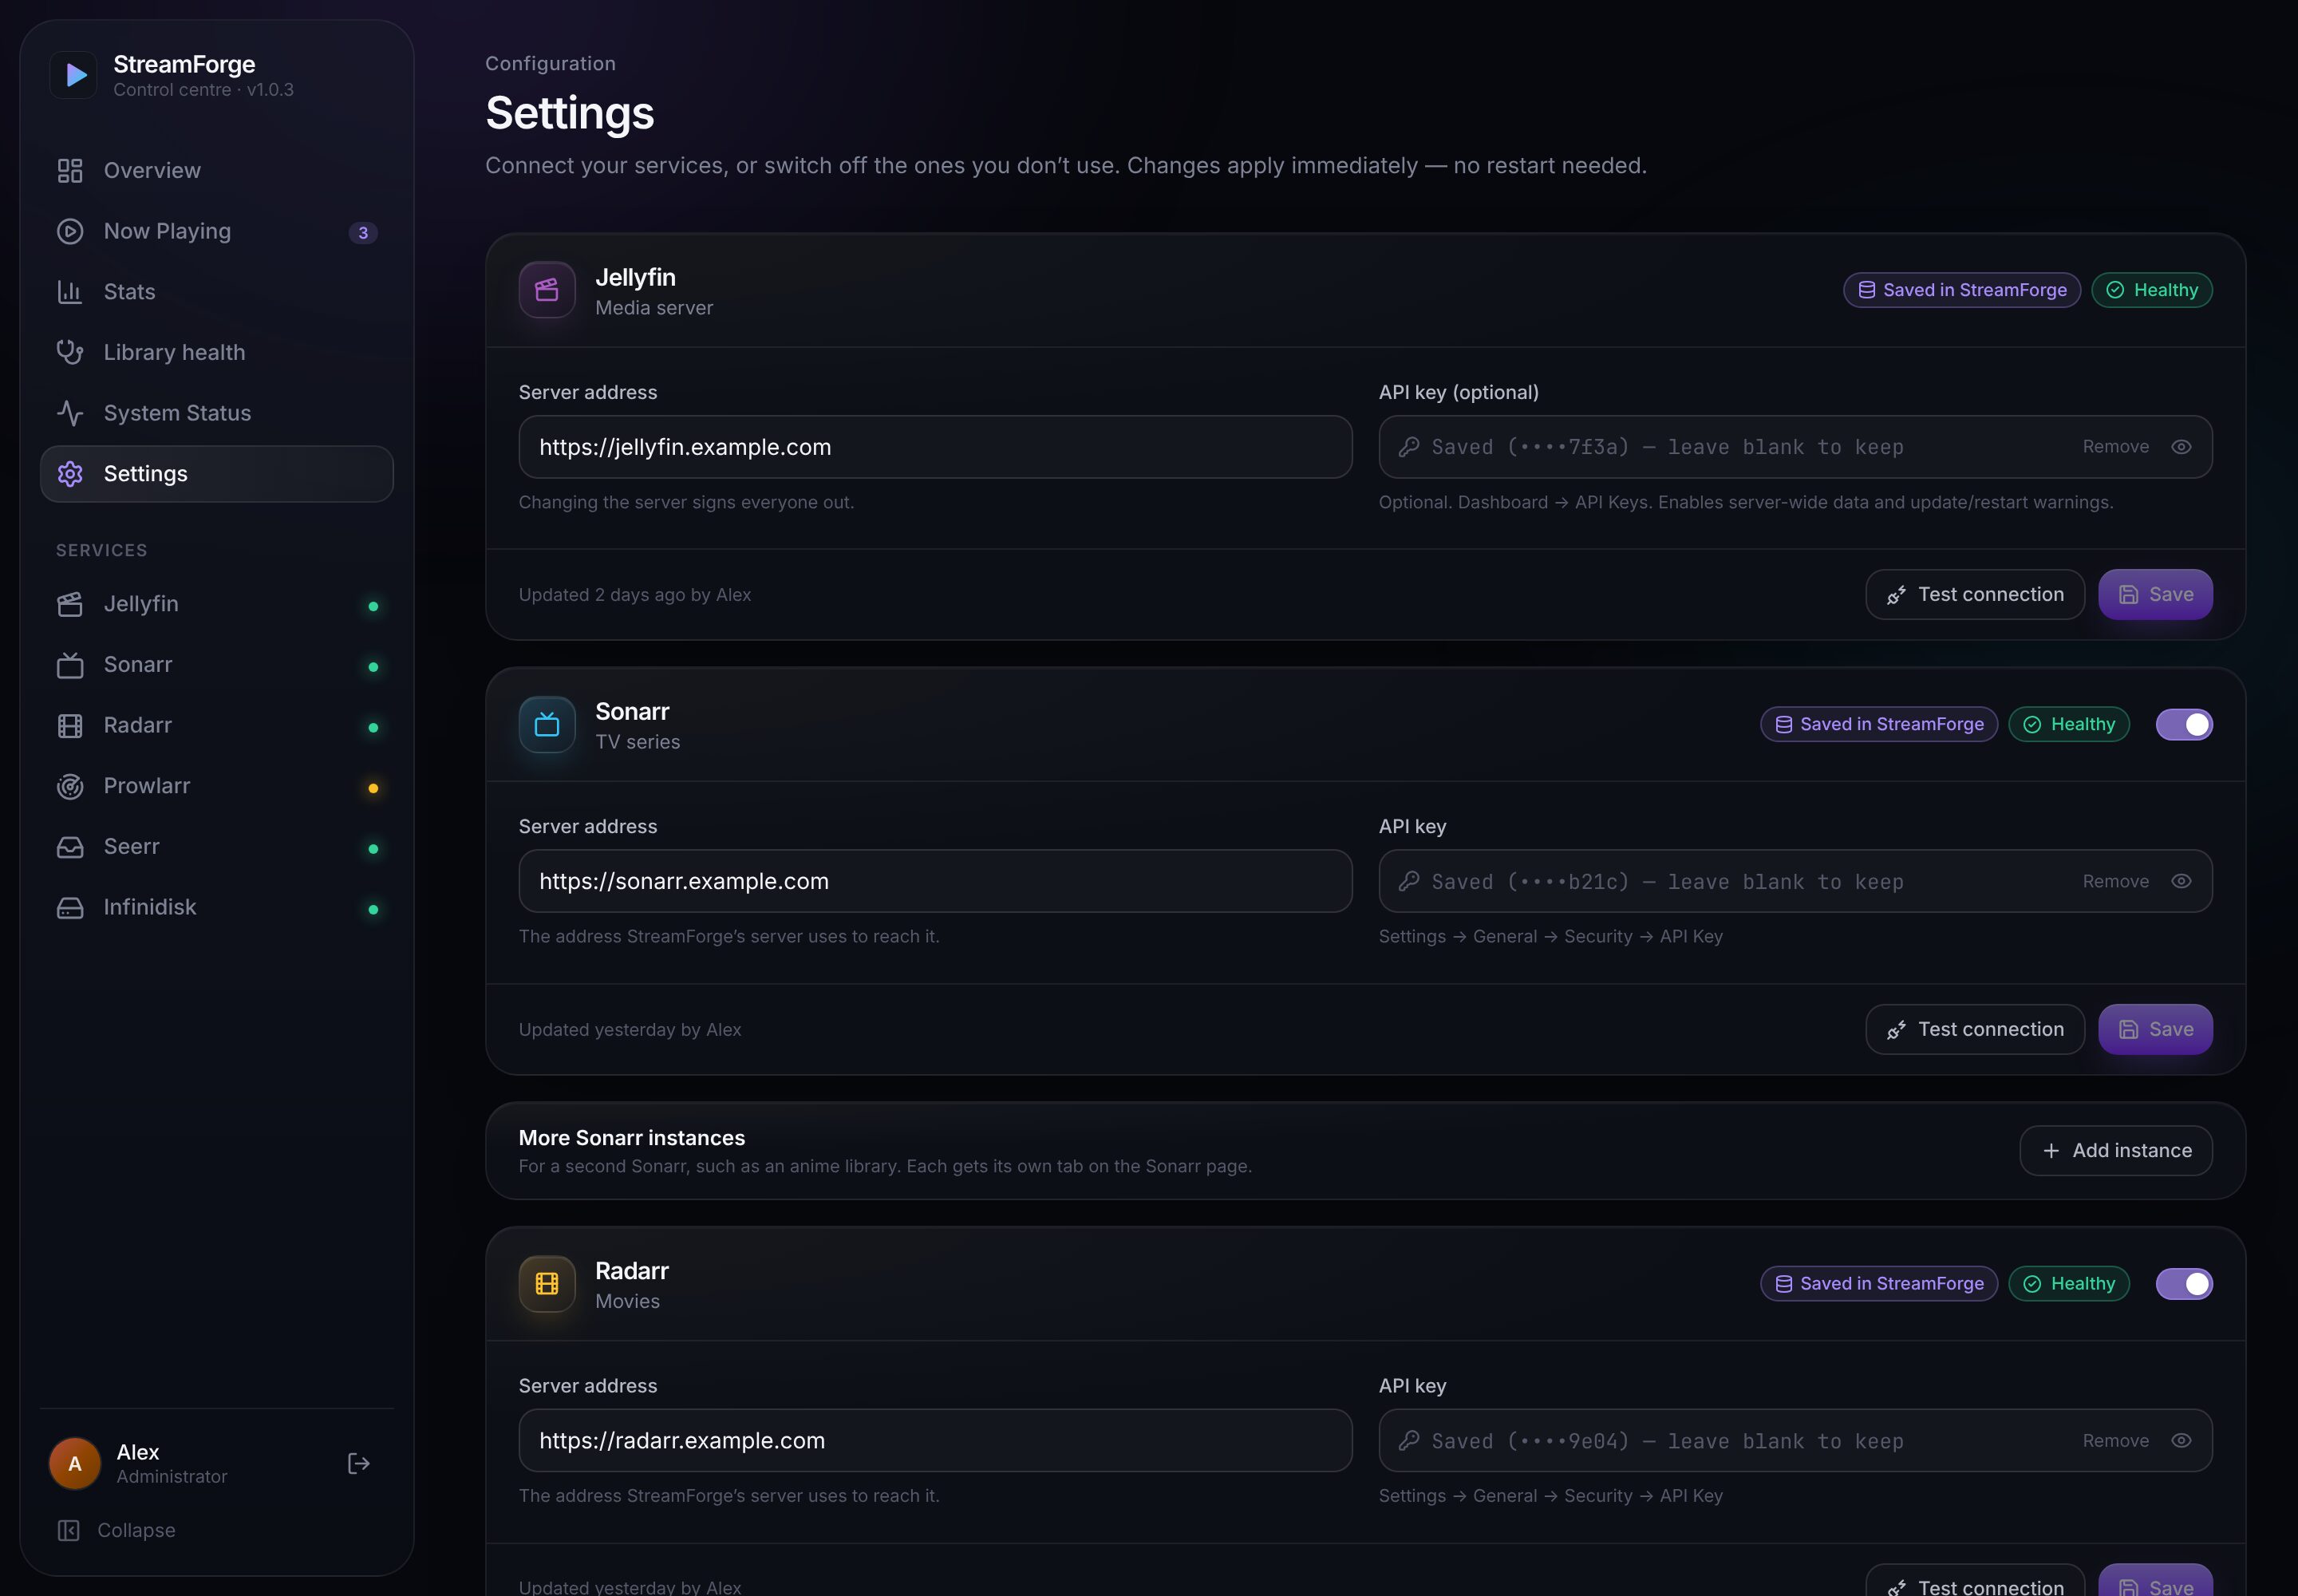 StreamForge
Control centre · v1.0.3
Overview
Now Playing 3
Stats
Library health
System Status
Settings
SERVICES
Jellyfin
Sonarr
Radarr
Prowlarr
Seerr
Infinidisk
A
Alex
Administrator
Collapse
Configuration
Settings
Connect your services, or switch off the ones you don’t use. Changes apply immediately — no restart needed.
Jellyfin
Media server
Saved in StreamForge Healthy
Server address
https://jellyfin.example.com
Changing the server signs everyone out.
API key (optional)
Saved (••••7f3a) — leave blank to keep Remove
Optional. Dashboard → API Keys. Enables server-wide data and update/restart warnings.
Updated 2 days ago by Alex
Test connection Save
Sonarr
TV series
Saved in StreamForge Healthy
Server address
https://sonarr.example.com
The address StreamForge’s server uses to reach it.
API key
Saved (••••b21c) — leave blank to keep Remove
Settings → General → Security → API Key
Updated yesterday by Alex
Test connection Save
More Sonarr instances
For a second Sonarr, such as an anime library. Each gets its own tab on the Sonarr page.
Add instance
Radarr
Movies
Saved in StreamForge Healthy
Server address
https://radarr.example.com
The address StreamForge’s server uses to reach it.
API key
Saved (••••9e04) — leave blank to keep Remove
Settings → General → Security → API Key
Updated yesterday by Alex
Test connection Save